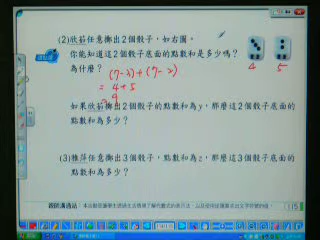 (2)欣茹任意擲出2個骰子，如右圖。
你能知道這2個骰子底面的點數和是多少嗎？
為什麼？
(7-3)+(7-2)
4 5
= 4+5
= 9
如果欣茹擲出2個骰子的點數和為y，那麼這2個骰子底面的
點數和為多少？
(3)雅萍任意擲出3個骰子，點數和為z，那麼這3個骰子底面的
點數和為多少？